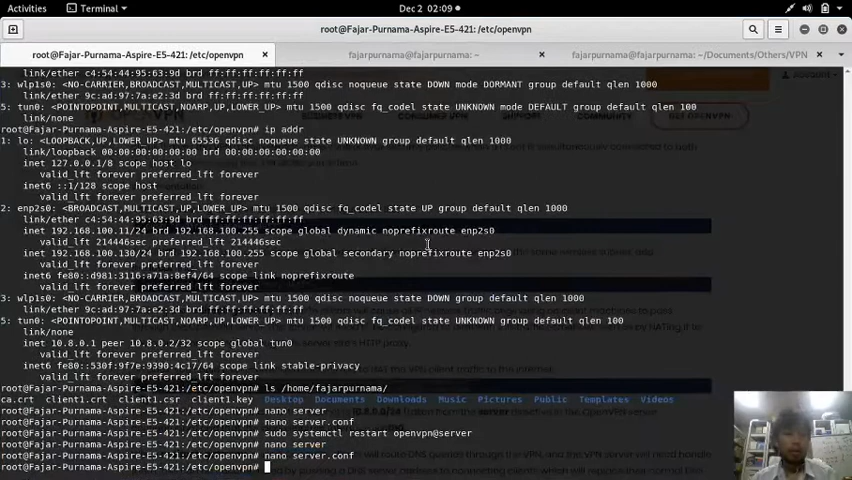 Activities
Terminal
Dec 2 02:09
root@Fajar-Purnama-Aspire-E5-421: /etc/openvpn
root@Fajar-Purnama-Aspire-E5-421: /etc/openvpn
fajarpurnama@fajarpurnama: ~
fajarpurnama@fajarpurnama: ~/Documents/Others/VPN
link/ether c4:54:44:95:63:9d brd ff:ff:ff:ff:ff:ff
3: wlp1s0: <NO-CARRIER,BROADCAST,MULTICAST,UP> mtu 1500 qdisc noqueue state DOWN mode DORMANT group default qlen 1000
link/ether 9c:ad:97:7a:e2:3d brd ff:ff:ff:ff:ff:ff
5: tun0: <POINTOPOINT,MULTICAST,NOARP,UP,LOWER_UP> mtu 1500 qdisc fq_codel state UNKNOWN mode DEFAULT group default qlen 100
link/none
root@Fajar-Purnama-Aspire-E5-421:/etc/openvpn# ip addr
1: lo: <LOOPBACK,UP,LOWER_UP> mtu 65536 qdisc noqueue state UNKNOWN group default qlen 1000
link/loopback 00:00:00:00:00:00 brd 00:00:00:00:00:00
inet 127.0.0.1/8 scope host lo
valid_lft forever preferred_lft forever
inet6 ::1/128 scope host
valid_lft forever preferred_lft forever
2: enp2s0: <BROADCAST,MULTICAST,UP,LOWER_UP> mtu 1500 qdisc fq_codel state UP group default qlen 1000
link/ether c4:54:44:95:63:9d brd ff:ff:ff:ff:ff:ff
inet 192.168.100.11/24 brd 192.168.100.255 scope global dynamic noprefixroute enp2s0
valid_lft 214446sec preferred_lft 214446sec
inet 192.168.100.130/24 brd 192.168.100.255 scope global secondary noprefixroute enp2s0
valid_lft forever preferred_lft forever
inet6 fe80::d981:3116:a71a:8ef4/64 scope link noprefixroute
valid_lft forever preferred_lft forever
3: wlp1s0: <NO-CARRIER,BROADCAST,MULTICAST,UP> mtu 1500 qdisc noqueue state DOWN group default qlen 1000
link/ether 9c:ad:97:7a:e2:3d brd ff:ff:ff:ff:ff:ff
5: tun0: <POINTOPOINT,MULTICAST,NOARP,UP,LOWER_UP> mtu 1500 qdisc fq_codel state UNKNOWN group default qlen 100
link/none
inet 10.8.0.1 peer 10.8.0.2/32 scope global tun0
valid_lft forever preferred_lft forever
inet6 fe80::530f:9f7e:9390:4c17/64 scope link stable-privacy
valid_lft forever preferred_lft forever
root@Fajar-Purnama-Aspire-E5-421:/etc/openvpn# ls /home/fajarpurnama/
ca.crt client1.crt client1.csr client1.key Desktop Documents Downloads Music Pictures Public Templates Videos
root@Fajar-Purnama-Aspire-E5-421:/etc/openvpn# nano server
root@Fajar-Purnama-Aspire-E5-421:/etc/openvpn# nano server.conf
root@Fajar-Purnama-Aspire-E5-421:/etc/openvpn# sudo systemctl restart openvpn@server
root@Fajar-Purnama-Aspire-E5-421:/etc/openvpn# nano server
root@Fajar-Purnama-Aspire-E5-421:/etc/openvpn# nano server.conf
root@Fajar-Purnama-Aspire-E5-421:/etc/openvpn#